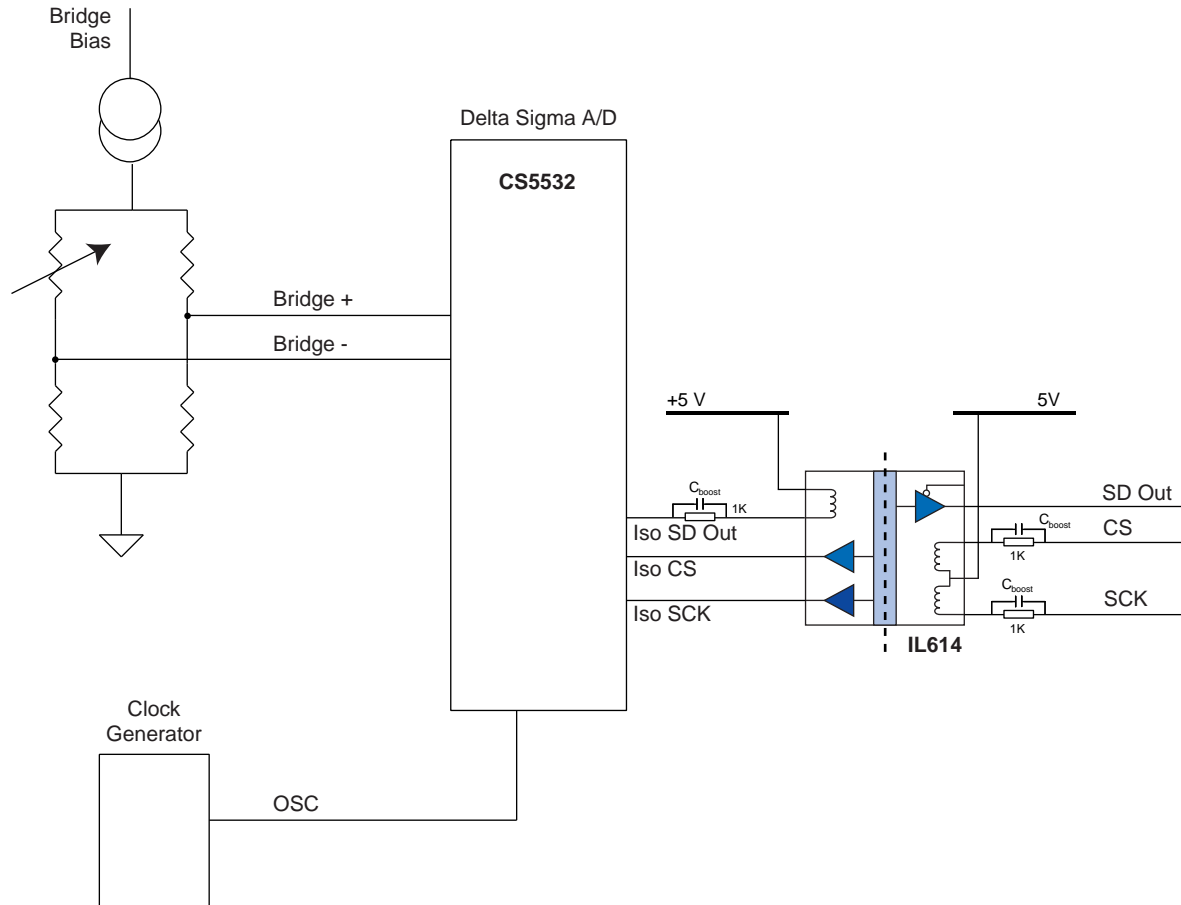 Bridge
Bias
Delta Sigma A/D
CS5532
Bridge +
Bridge -
+5 V
5V
Cboost
1K
Iso SD Out
SD Out
Cboost
CS
1K
Iso CS
Cboost
SCK
1K
Iso SCK
IL614
Clock
Generator
OSC